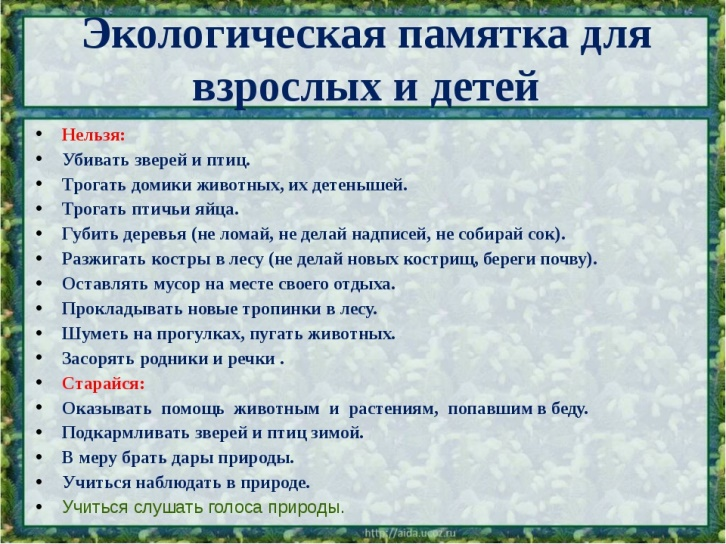 Экологическая памятка для
взрослых и детей
• Нельзя:
• Убивать зверей и птиц.
• Трогать домики животных, их детенышей.
• Трогать птичьи яйца.
• Губить деревья (не ломай, не делай надписей, не собирай сок).
• Разжигать костры в лесу (не делай новых кострищ, береги почву).
• Оставлять мусор на месте своего отдыха.
• Прокладывать новые тропинки в лесу.
• Шуметь на прогулках, пугать животных.
• Засорять родники и речки .
• Старайся:
• Оказывать помощь животным и растениям, попавшим в беду.
• Подкармливать зверей и птиц зимой.
• В меру брать дары природы.
• Учиться наблюдать в природе.
• Учиться слушать голоса природы.
http://aida.ucoz.ru